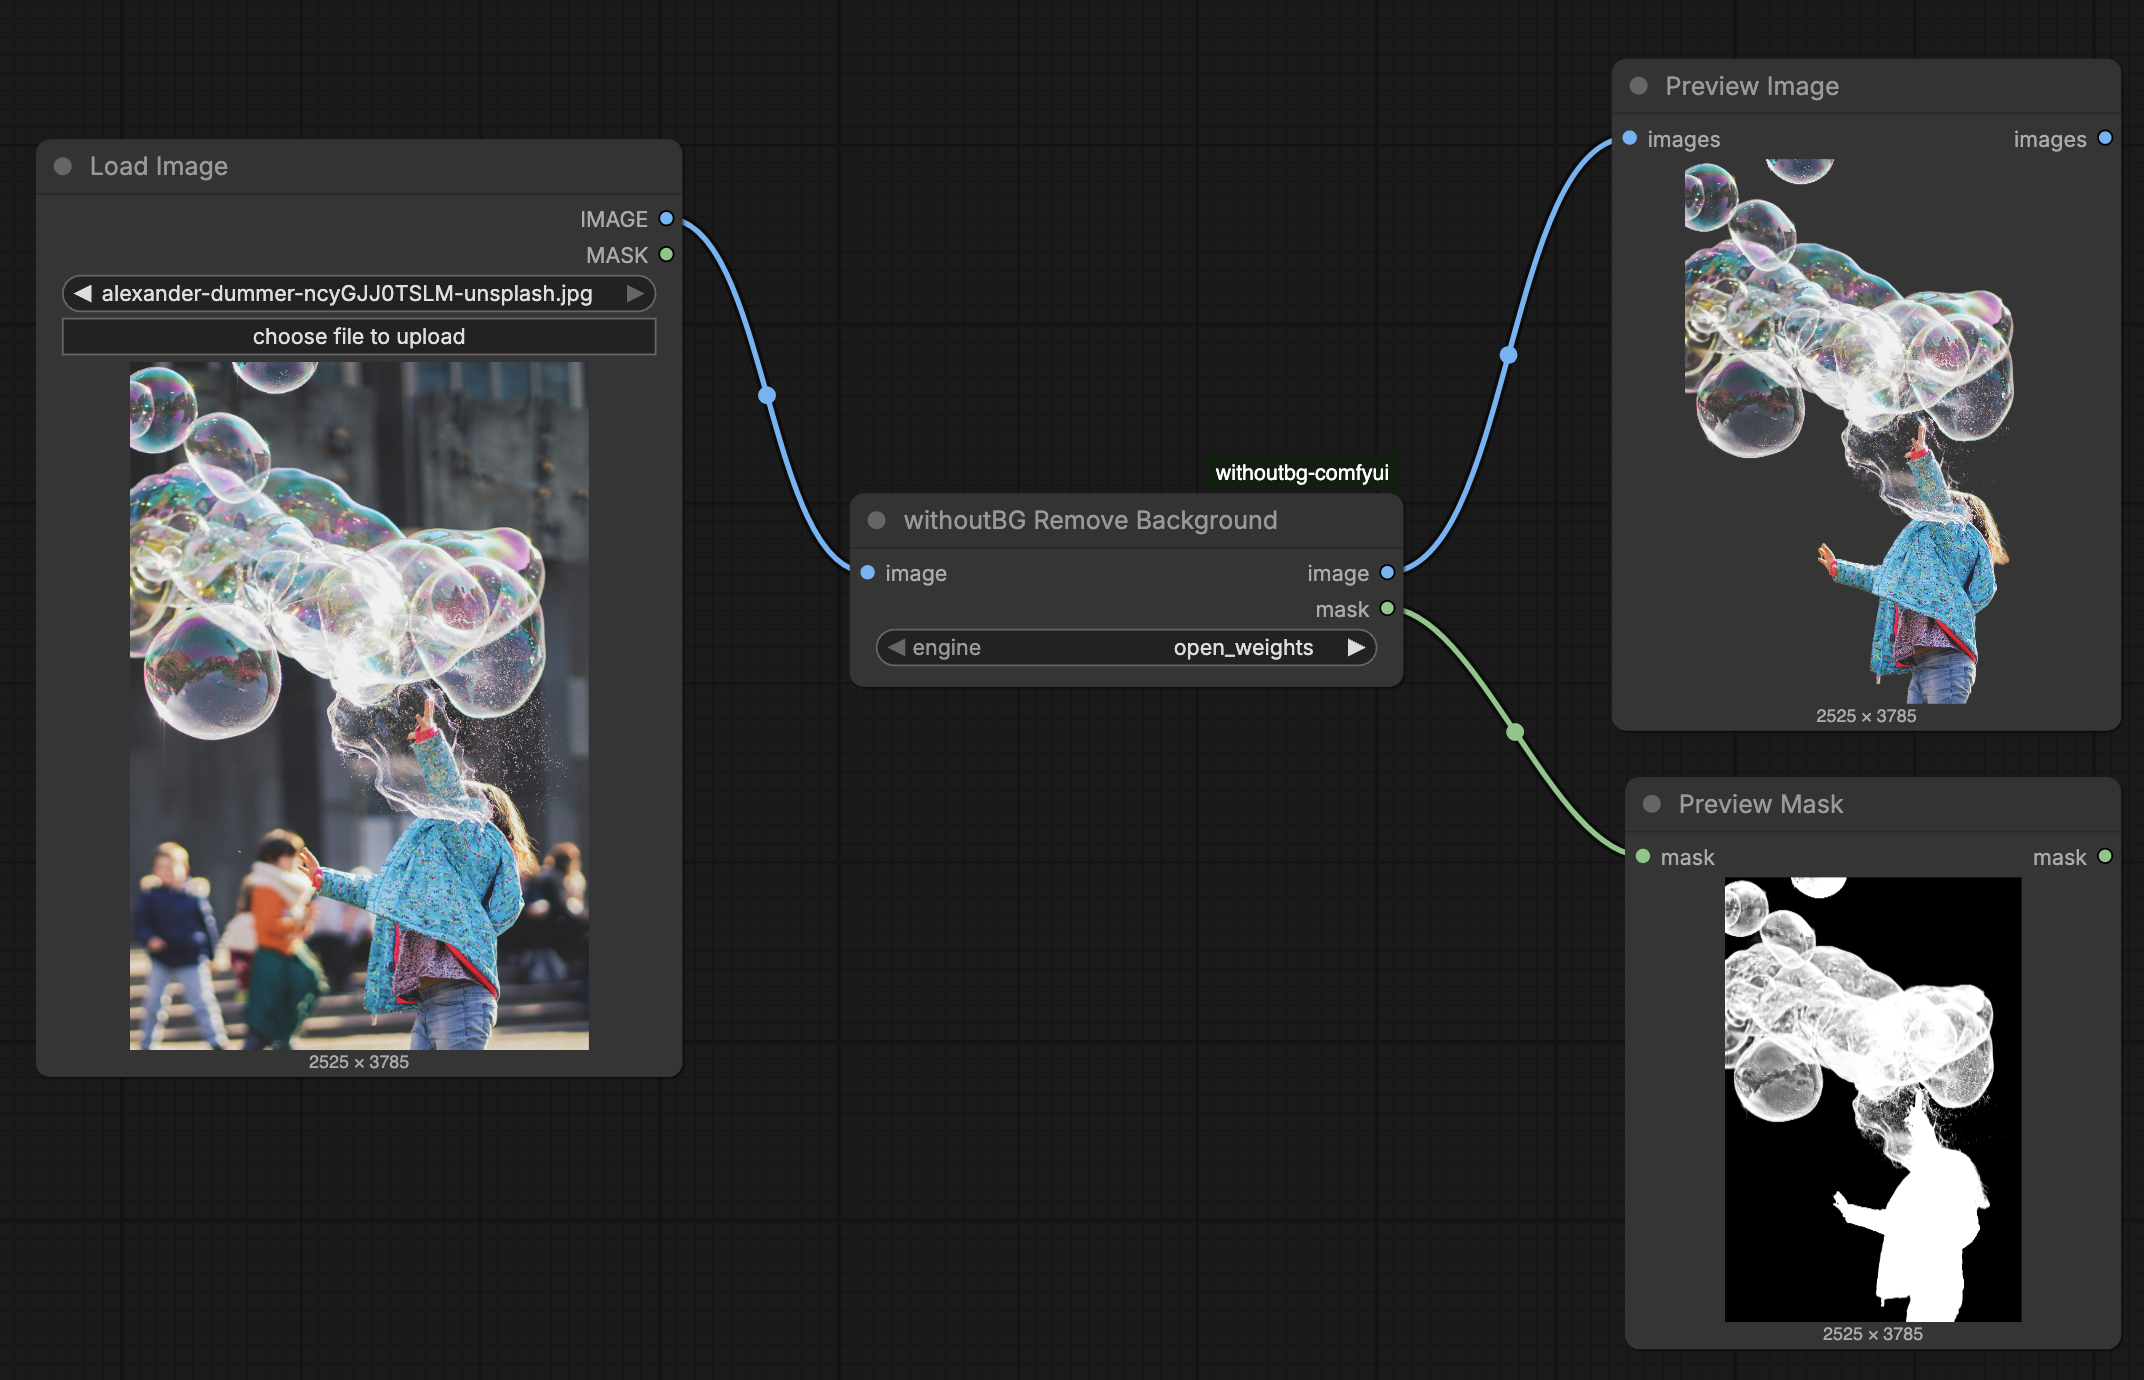 Load Image
IMAGE
MASK
alexander-dummer-ncyGJJ0TSLM-unsplash.jpg
choose file to upload
2525 × 3785
withoutbg-comfyui
withoutBG Remove Background
image image
mask
engine open_weights
Preview Image
images images
2525 × 3785
Preview Mask
mask mask
2525 × 3785